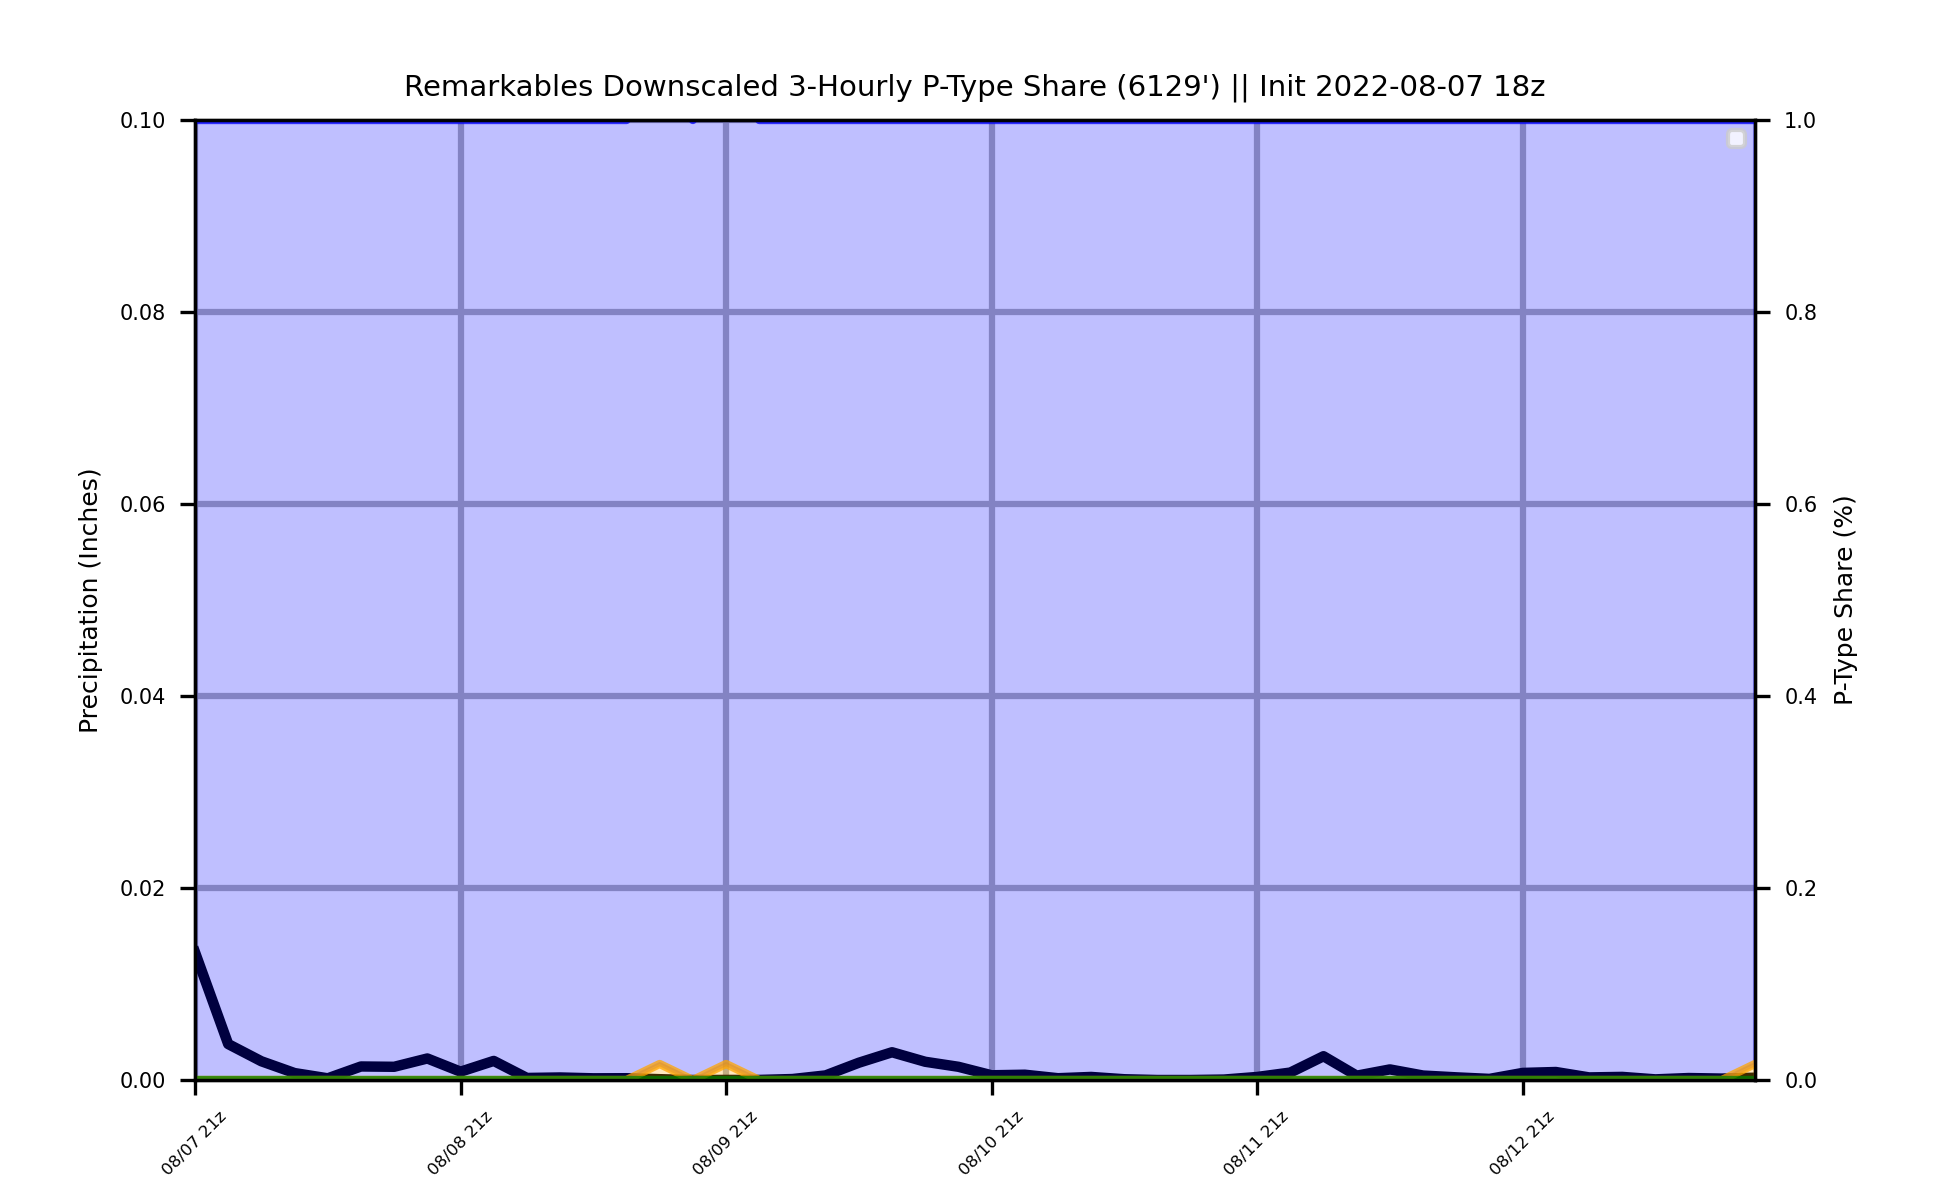 Remarkables Downscaled 3-Hourly P-Type Share (6129') || Init 2022-08-07 18z
0.10
0.08
0.06
0.04
0.02
0.00
Precipitation (Inches)
1.0
0.8
0.6
0.4
0.2
0.0
P-Type Share (%)
08/07 21z
08/08 21z
08/09 21z
08/10 21z
08/11 21z
08/12 21z